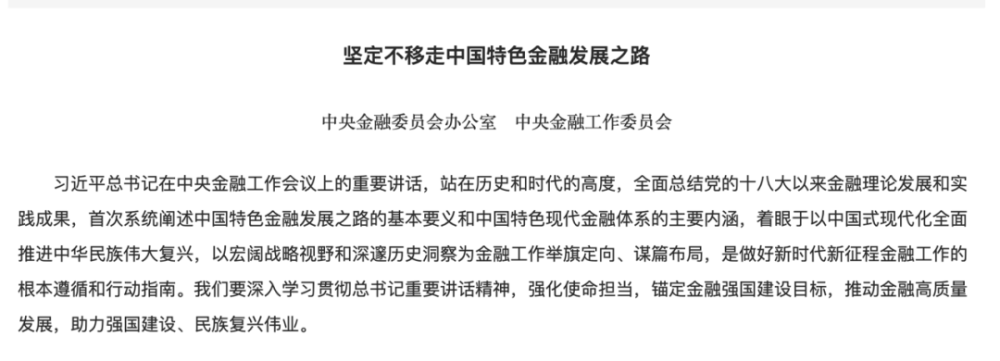 坚定不移走中国特色金融发展之路
中央金融委员会办公室　中央金融工作委员会
习近平总书记在中央金融工作会议上的重要讲话，站在历史和时代的高度，全面总结党的十八大以来金融理论发展和实
践成果，首次系统阐述中国特色金融发展之路的基本要义和中国特色现代金融体系的主要内涵，着眼于以中国式现代化全面
推进中华民族伟大复兴，以宏阔战略视野和深邃历史洞察为金融工作举旗定向、谋篇布局，是做好新时代新征程金融工作的
根本遵循和行动指南。我们要深入学习贯彻总书记重要讲话精神，强化使命担当，锚定金融强国建设目标，推动金融高质量
发展，助力强国建设、民族复兴伟业。